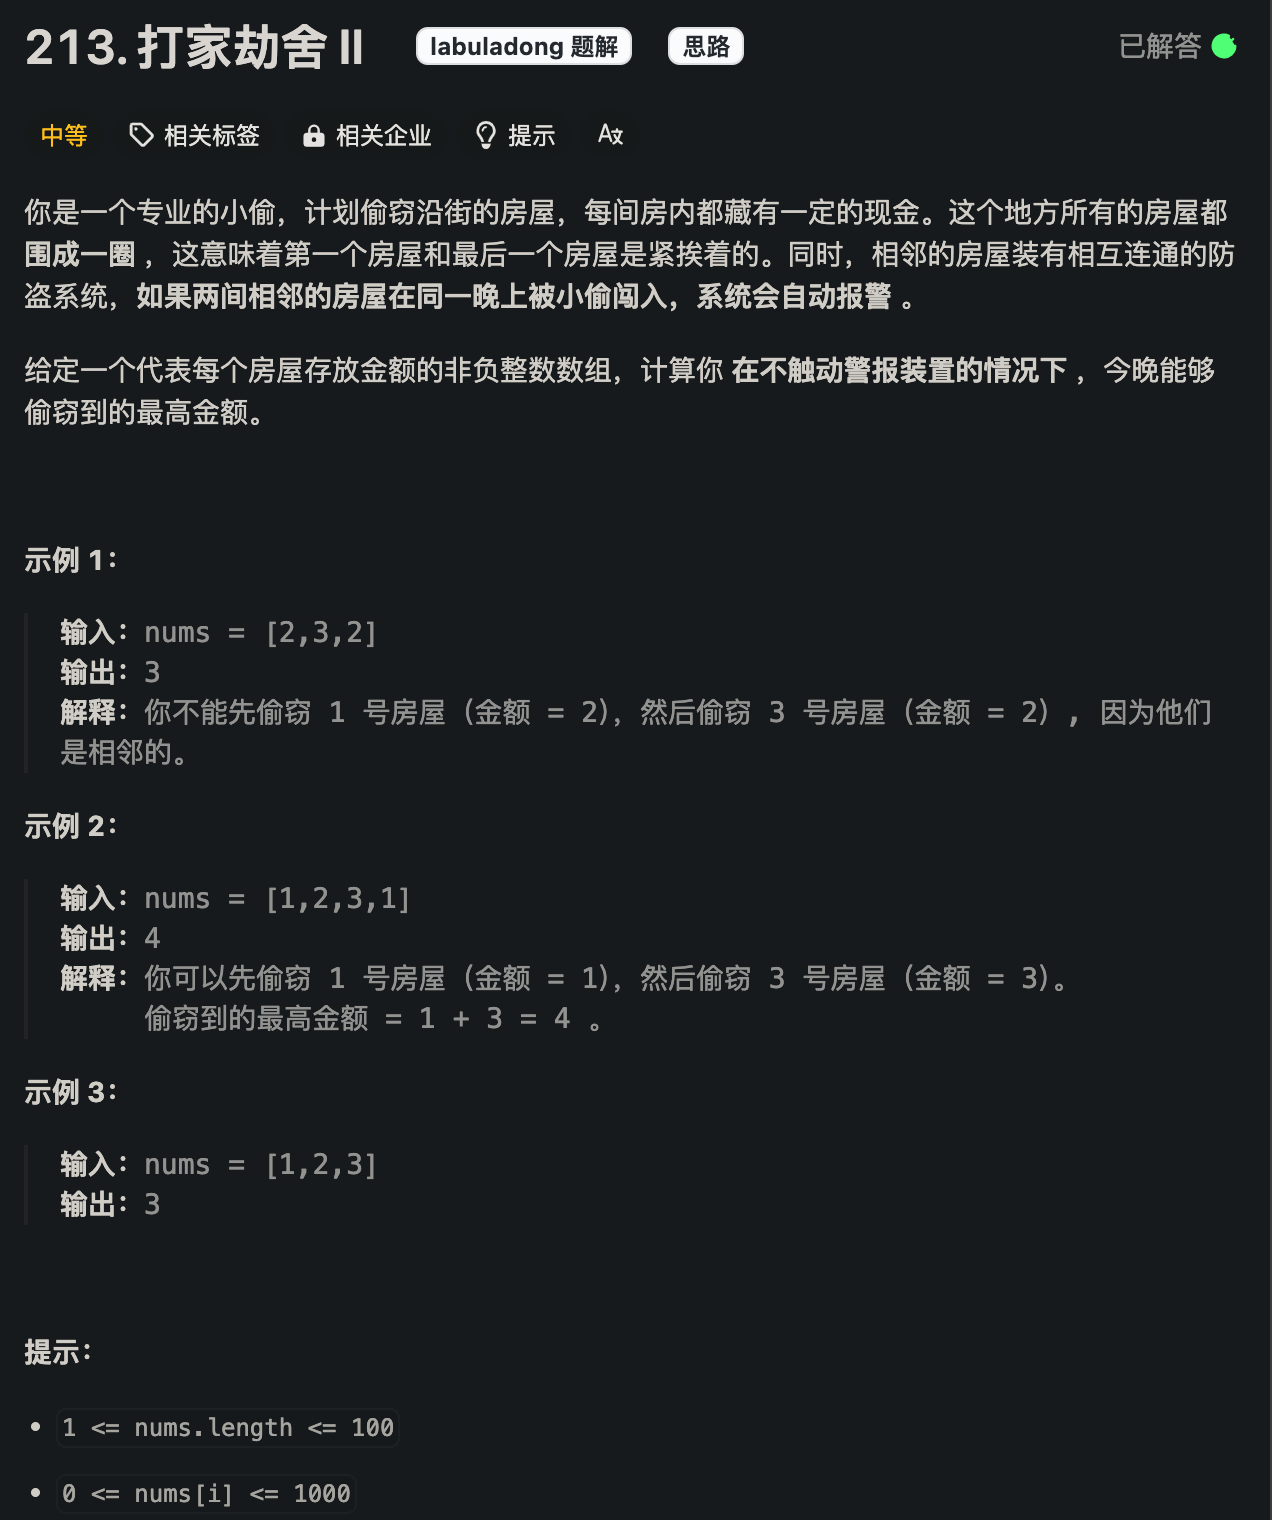 213. 打家劫舍 II labuladong 题解 思路 已解答
中等 相关标签 相关企业 提示
你是一个专业的小偷，计划偷窃沿街的房屋，每间房内都藏有一定的现金。这个地方所有的房屋都
围成一圈 ，这意味着第一个房屋和最后一个房屋是紧挨着的。同时，相邻的房屋装有相互连通的防
盗系统，如果两间相邻的房屋在同一晚上被小偷闯入，系统会自动报警 。
给定一个代表每个房屋存放金额的非负整数数组，计算你 在不触动警报装置的情况下 ，今晚能够
偷窃到的最高金额。
示例 1：
输入：nums = [2,3,2]
输出：3
解释：你不能先偷窃 1 号房屋（金额 = 2），然后偷窃 3 号房屋（金额 = 2）, 因为他们
是相邻的。
示例 2：
输入：nums = [1,2,3,1]
输出：4
解释：你可以先偷窃 1 号房屋（金额 = 1），然后偷窃 3 号房屋（金额 = 3）。
偷窃到的最高金额 = 1 + 3 = 4 。
示例 3：
输入：nums = [1,2,3]
输出：3
提示：
• 1 <= nums.length <= 100
• 0 <= nums[i] <= 1000